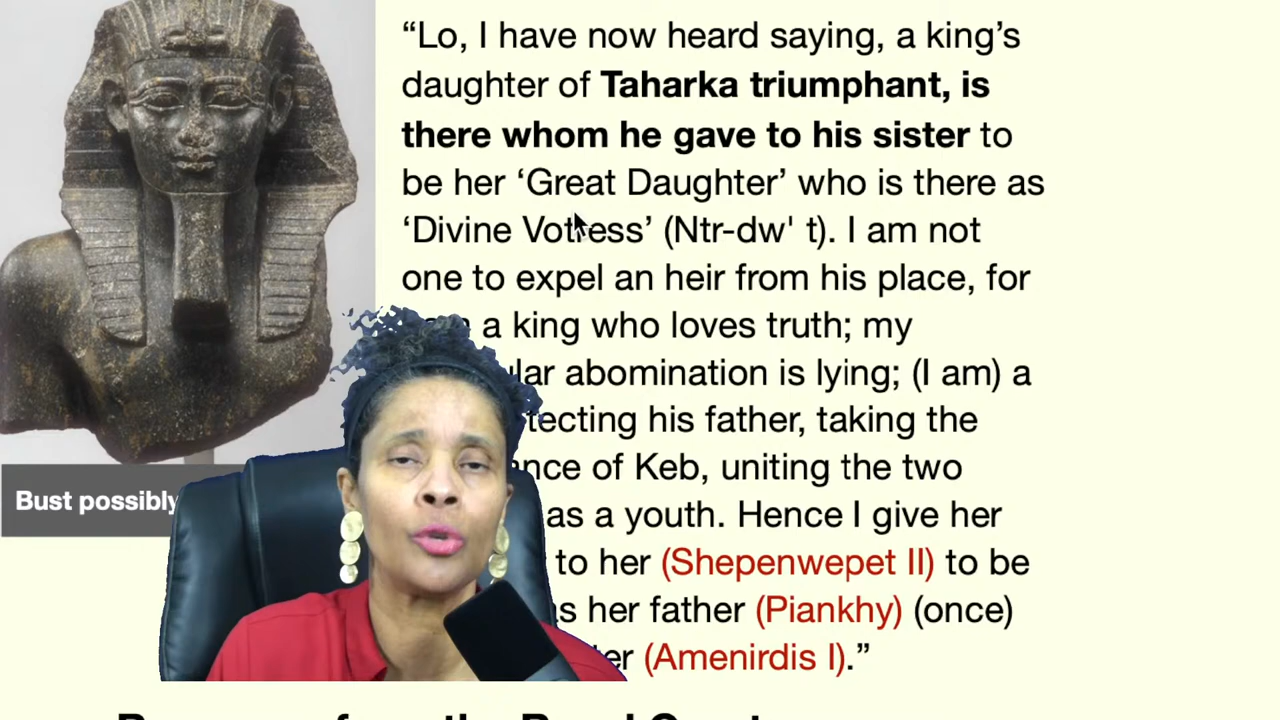 “Lo, I have now heard saying, a king’s
daughter of Taharka triumphant, is
there whom he gave to his sister to
be her ‘Great Daughter’ who is there as
‘Divine Votress’ (Ntr-dw' t). I am not
one to expel an heir from his place, for
a king who loves truth; my
abomination is lying; (I am) a
his father, taking the
of Keb, uniting the two
as a youth. Hence I give her
to her (Shepenwepet II) to be
her father (Piankhy) (once)
(Amenirdis I).”
Bust possibly